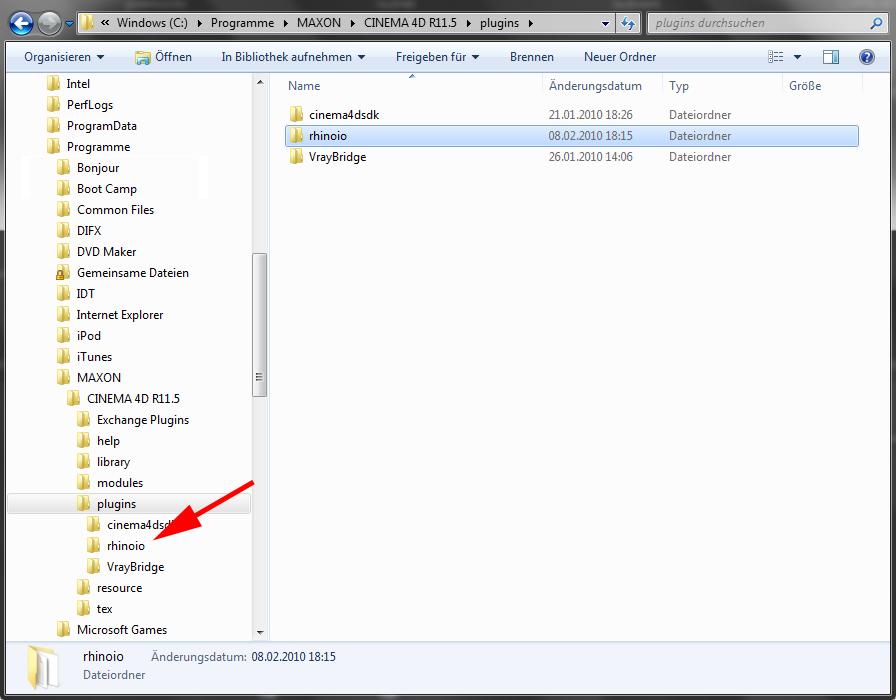 « Windows (C:) ▸ Programme ▸ MAXON ▸ CINEMA 4D R11.5 ▸ plugins ▸
plugins durchsuchen
Organisieren Öffnen In Bibliothek aufnehmen Freigeben für Brennen Neuer Ordner
Intel
PerfLogs
ProgramData
Programme
Bonjour
Boot Camp
Common Files
DIFX
DVD Maker
Gemeinsame Dateien
IDT
Internet Explorer
iPod
iTunes
MAXON
CINEMA 4D R11.5
Exchange Plugins
help
library
modules
plugins
cinema4dsd
rhinoio
VrayBridge
resource
tex
Microsoft Games
Name Änderungsdatum Typ Größe
cinema4dsdk 21.01.2010 18:26 Dateiordner
rhinoio 08.02.2010 18:15 Dateiordner
VrayBridge 26.01.2010 14:06 Dateiordner
rhinoio Änderungsdatum: 08.02.2010 18:15
Dateiordner